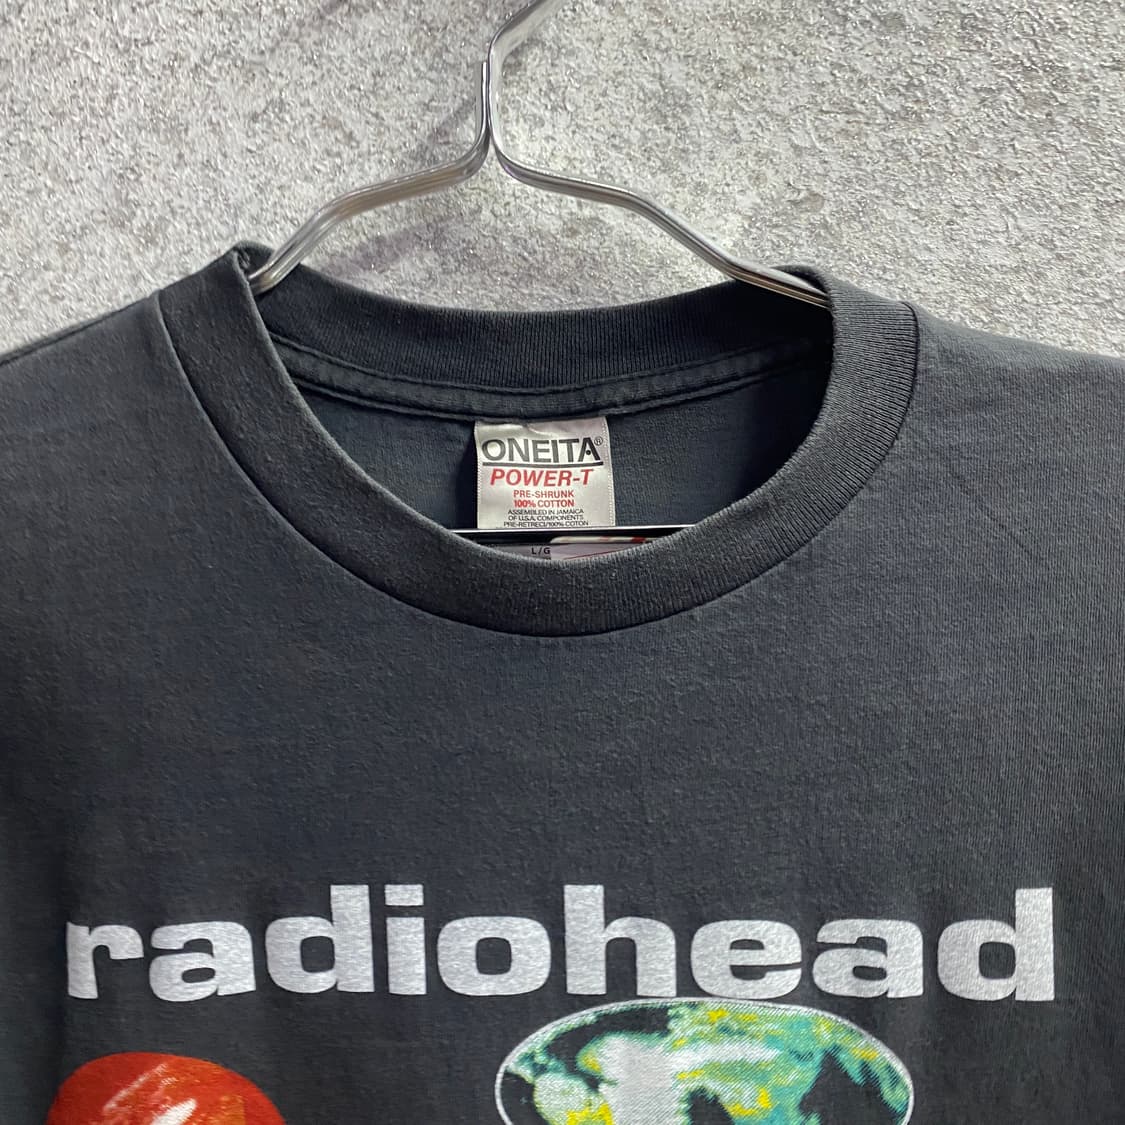 ONEITA®
POWER-T
PRE-SHRUNK
100% COTTON
ASSEMBLED IN JAMAICA
OF U.S.A. COMPONENTS
PRE-RETRECI/100% COTON
L/G
radiohead